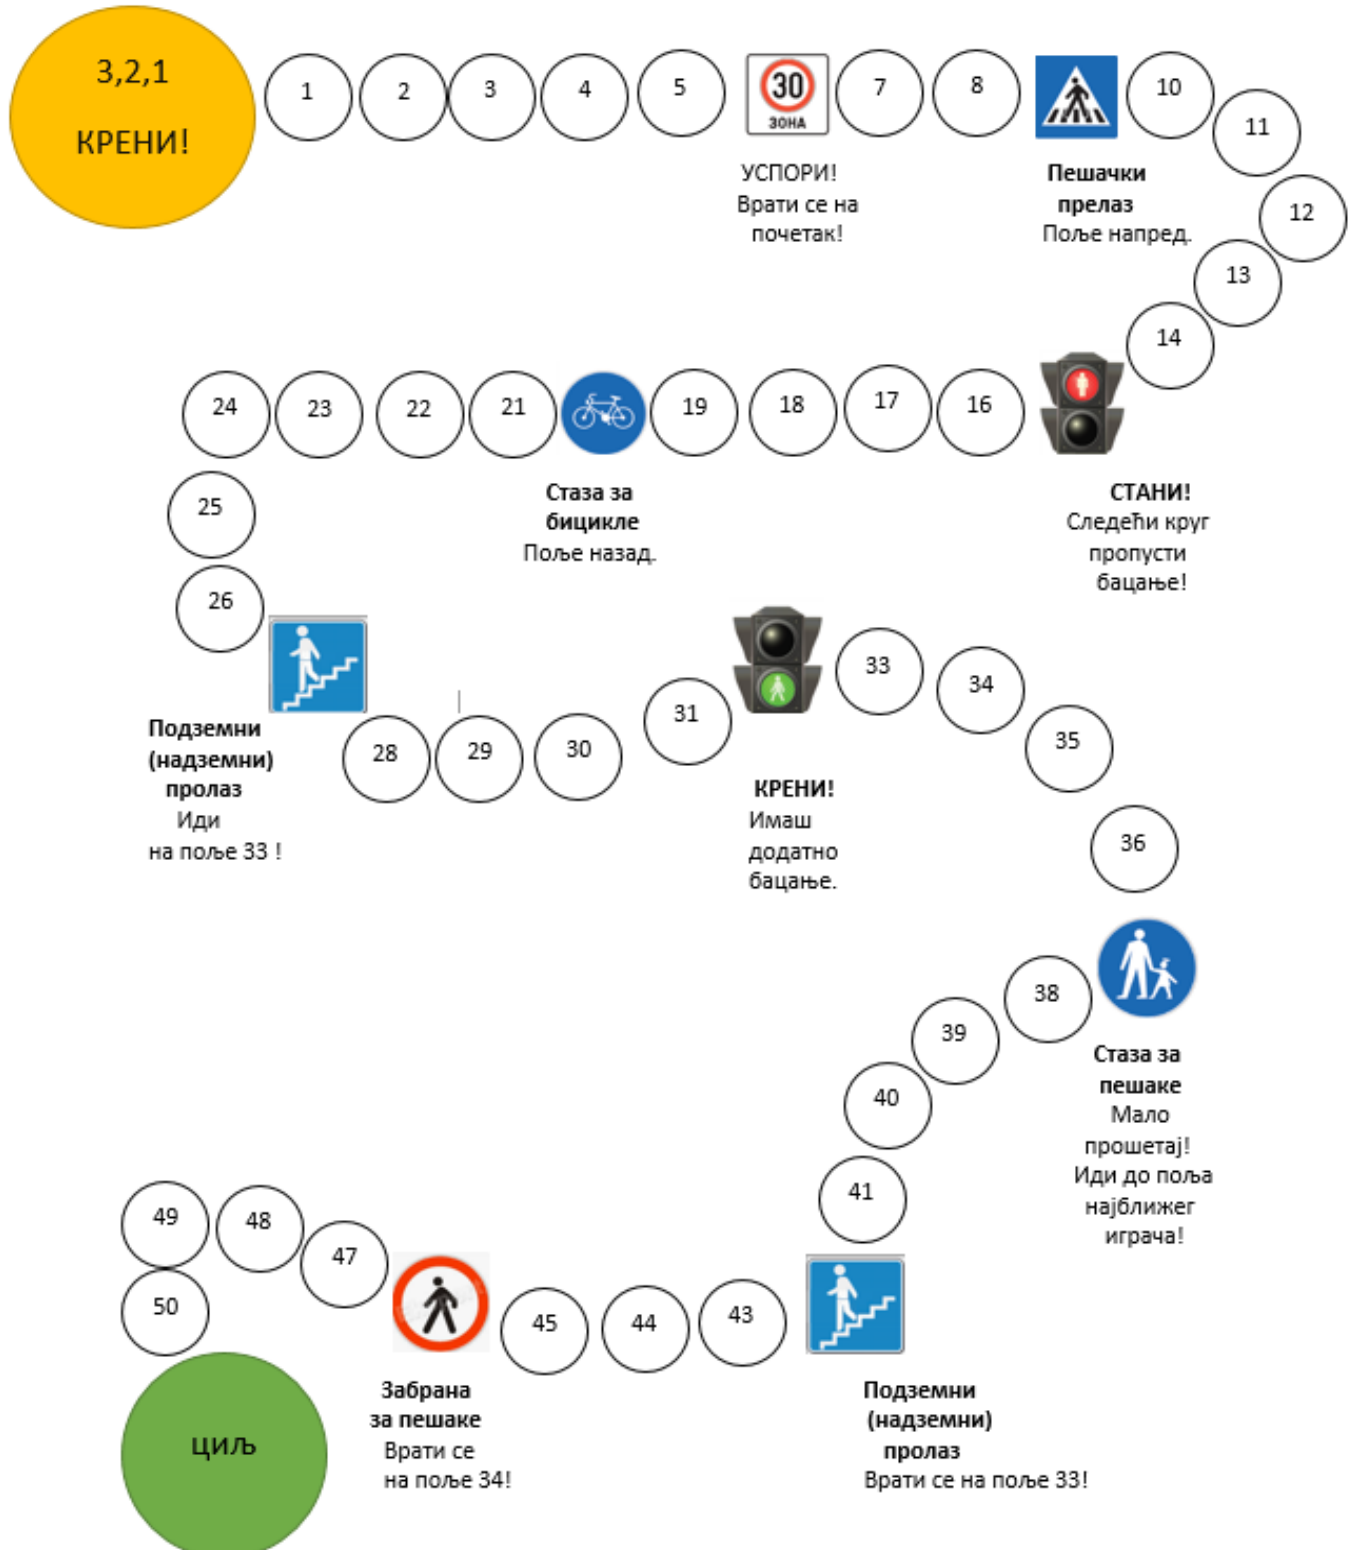 3,2,1
КРЕНИ!
1
2
3
4
5
30
ЗОНА
7
8
10
11
12
13
14
УСПОРИ!
Врати се на
почетак!
Пешачки
прелаз
Поље напред.
24
23
22
21
19
18
17
16
25
26
Стаза за
бицикле
Поље назад.
СТАНИ!
Следећи круг
пропусти
бацање!
Подземни
(надземни)
пролаз
Иди
на поље 33 !
28
29
30
31
33
34
35
36
КРЕНИ!
Имаш
додатно
бацање.
38
39
40
41
Стаза за
пешаке
Мало
прошетај!
Иди до поља
најближег
играча!
49
48
47
45
44
43
50
Забрана
за пешаке
Врати се
на поље 34!
Подземни
(надземни)
пролаз
Врати се на поље 33!
ЦИЉ